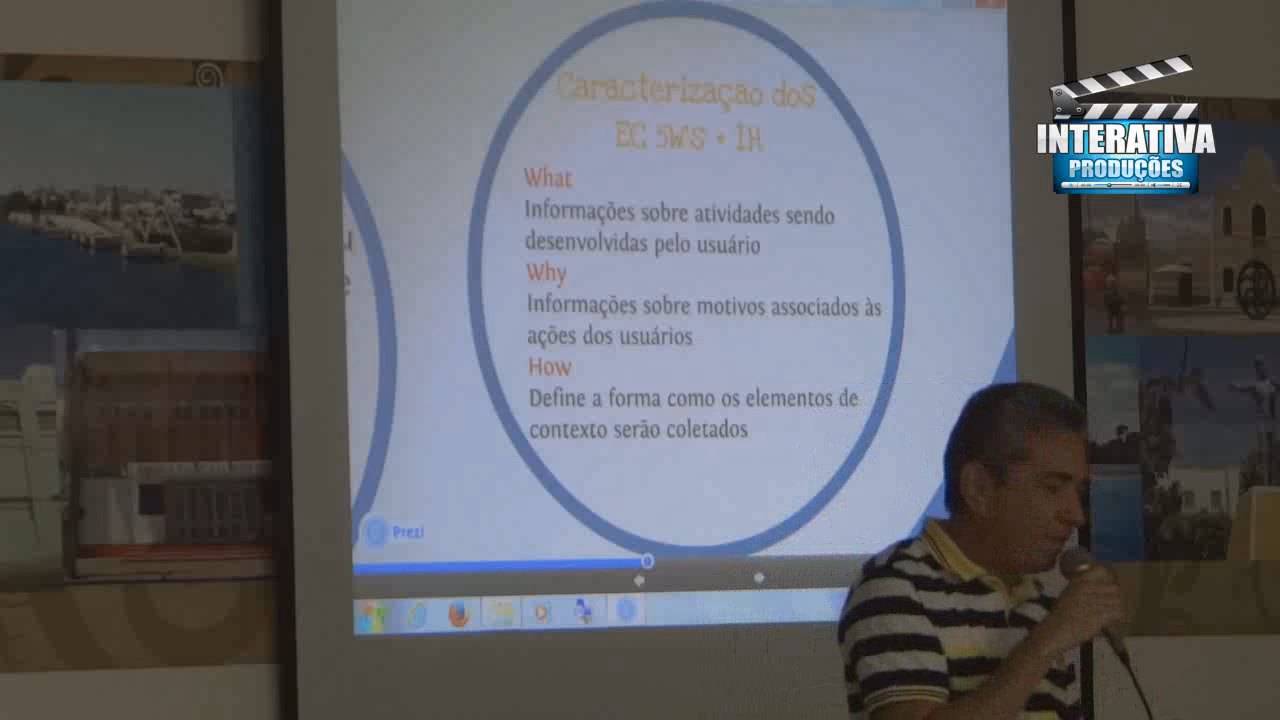 Caracterização dos
EC 5W's + 1H
What
Informações sobre atividades sendo
desenvolvidas pelo usuário
Why
Informações sobre motivos associados às
ações dos usuários
How
Define a forma como os elementos de
contexto serão coletados
Prezi
INTERATIVA
PRODUÇÕES